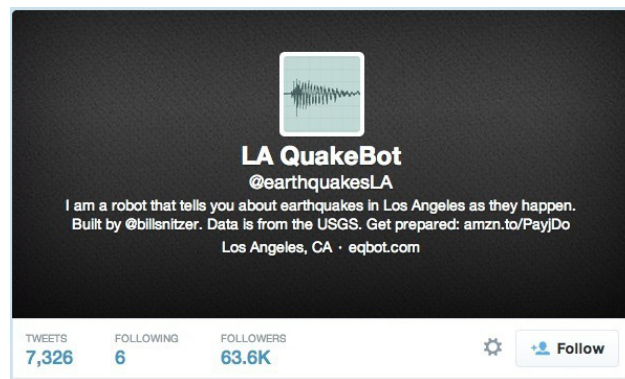 LA QuakeBot
@earthquakesLA
I am a robot that tells you about earthquakes in Los Angeles as they happen.
Built by @billsnitzer. Data is from the USGS. Get prepared: amzn.to/PayjDo
Los Angeles, CA · eqbot.com
TWEETS FOLLOWING FOLLOWERS
7,326 6 63.6K Follow